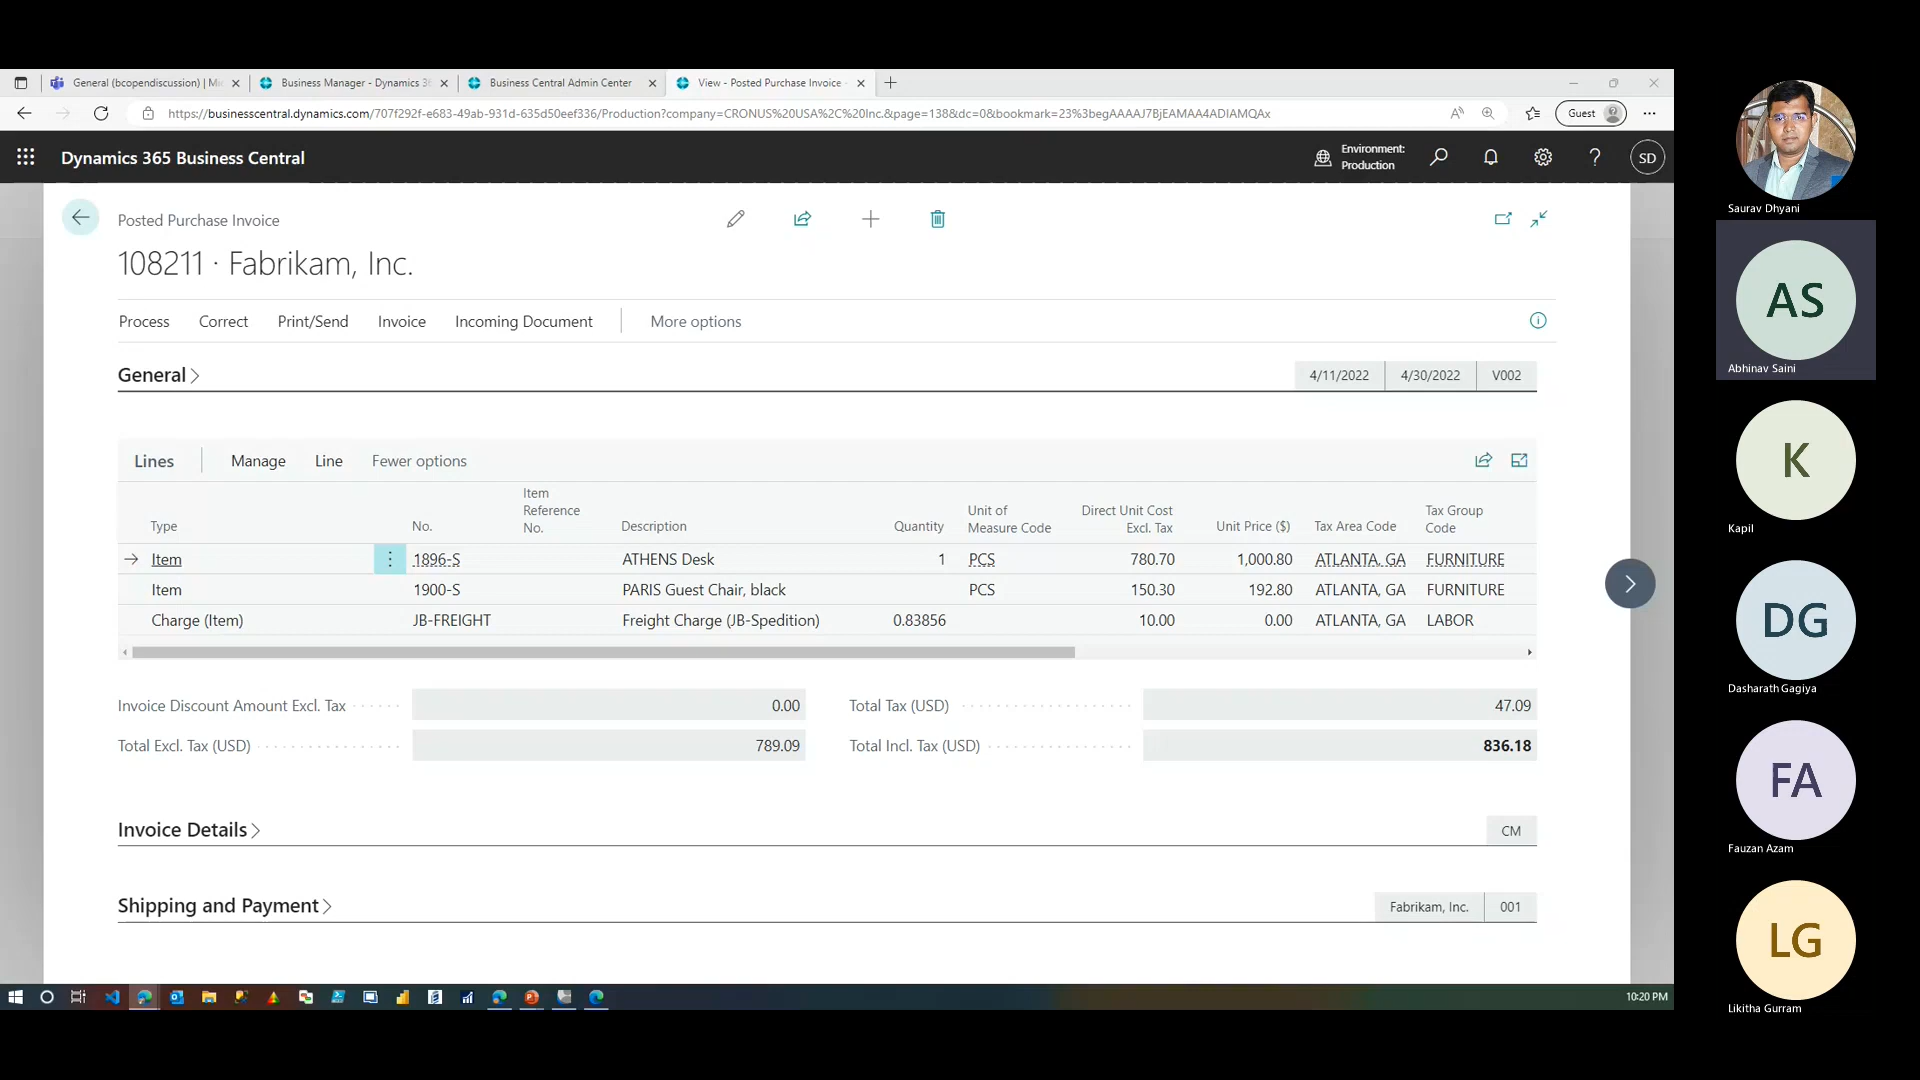 General (bcopendiscussion) | Mi
Business Manager - Dynamics 36
Business Central Admin Center
View - Posted Purchase Invoice -
https://businesscentral.dynamics.com/707f292f-e683-49ab-931d-635d50eef336/Production?company=CRONUS%20USA%2C%20Inc.&page=138&dc=0&bookmark=23%3begAAAAJ7BjEAMAA4ADIAMQAx
Guest
Dynamics 365 Business Central
Environment:
Production
SD
Posted Purchase Invoice
108211 · Fabrikam, Inc.
Process Correct Print/Send Invoice Incoming Document More options
General
4/11/2022 4/30/2022 V002
Lines Manage Line Fewer options
Type No. Item Reference No. Description Quantity Unit of Measure Code Direct Unit Cost Excl. Tax Unit Price ($) Tax Area Code Tax Group Code
Item 1896-S ATHENS Desk 1 PCS 780.70 1,000.80 ATLANTA, GA FURNITURE
Item 1900-S PARIS Guest Chair, black PCS 150.30 192.80 ATLANTA, GA FURNITURE
Charge (Item) JB-FREIGHT Freight Charge (JB-Spedition) 0.83856 10.00 0.00 ATLANTA, GA LABOR
Invoice Discount Amount Excl. Tax 0.00 Total Tax (USD) 47.09
Total Excl. Tax (USD) 789.09 Total Incl. Tax (USD) 836.18
Invoice Details
CM
Shipping and Payment
Fabrikam, Inc. 001
10:20 PM
Saurav Dhyani
AS
Abhinav Saini
K
Kapil
DG
Dasharath Gagiya
FA
Fauzan Azam
LG
Likitha Gurram